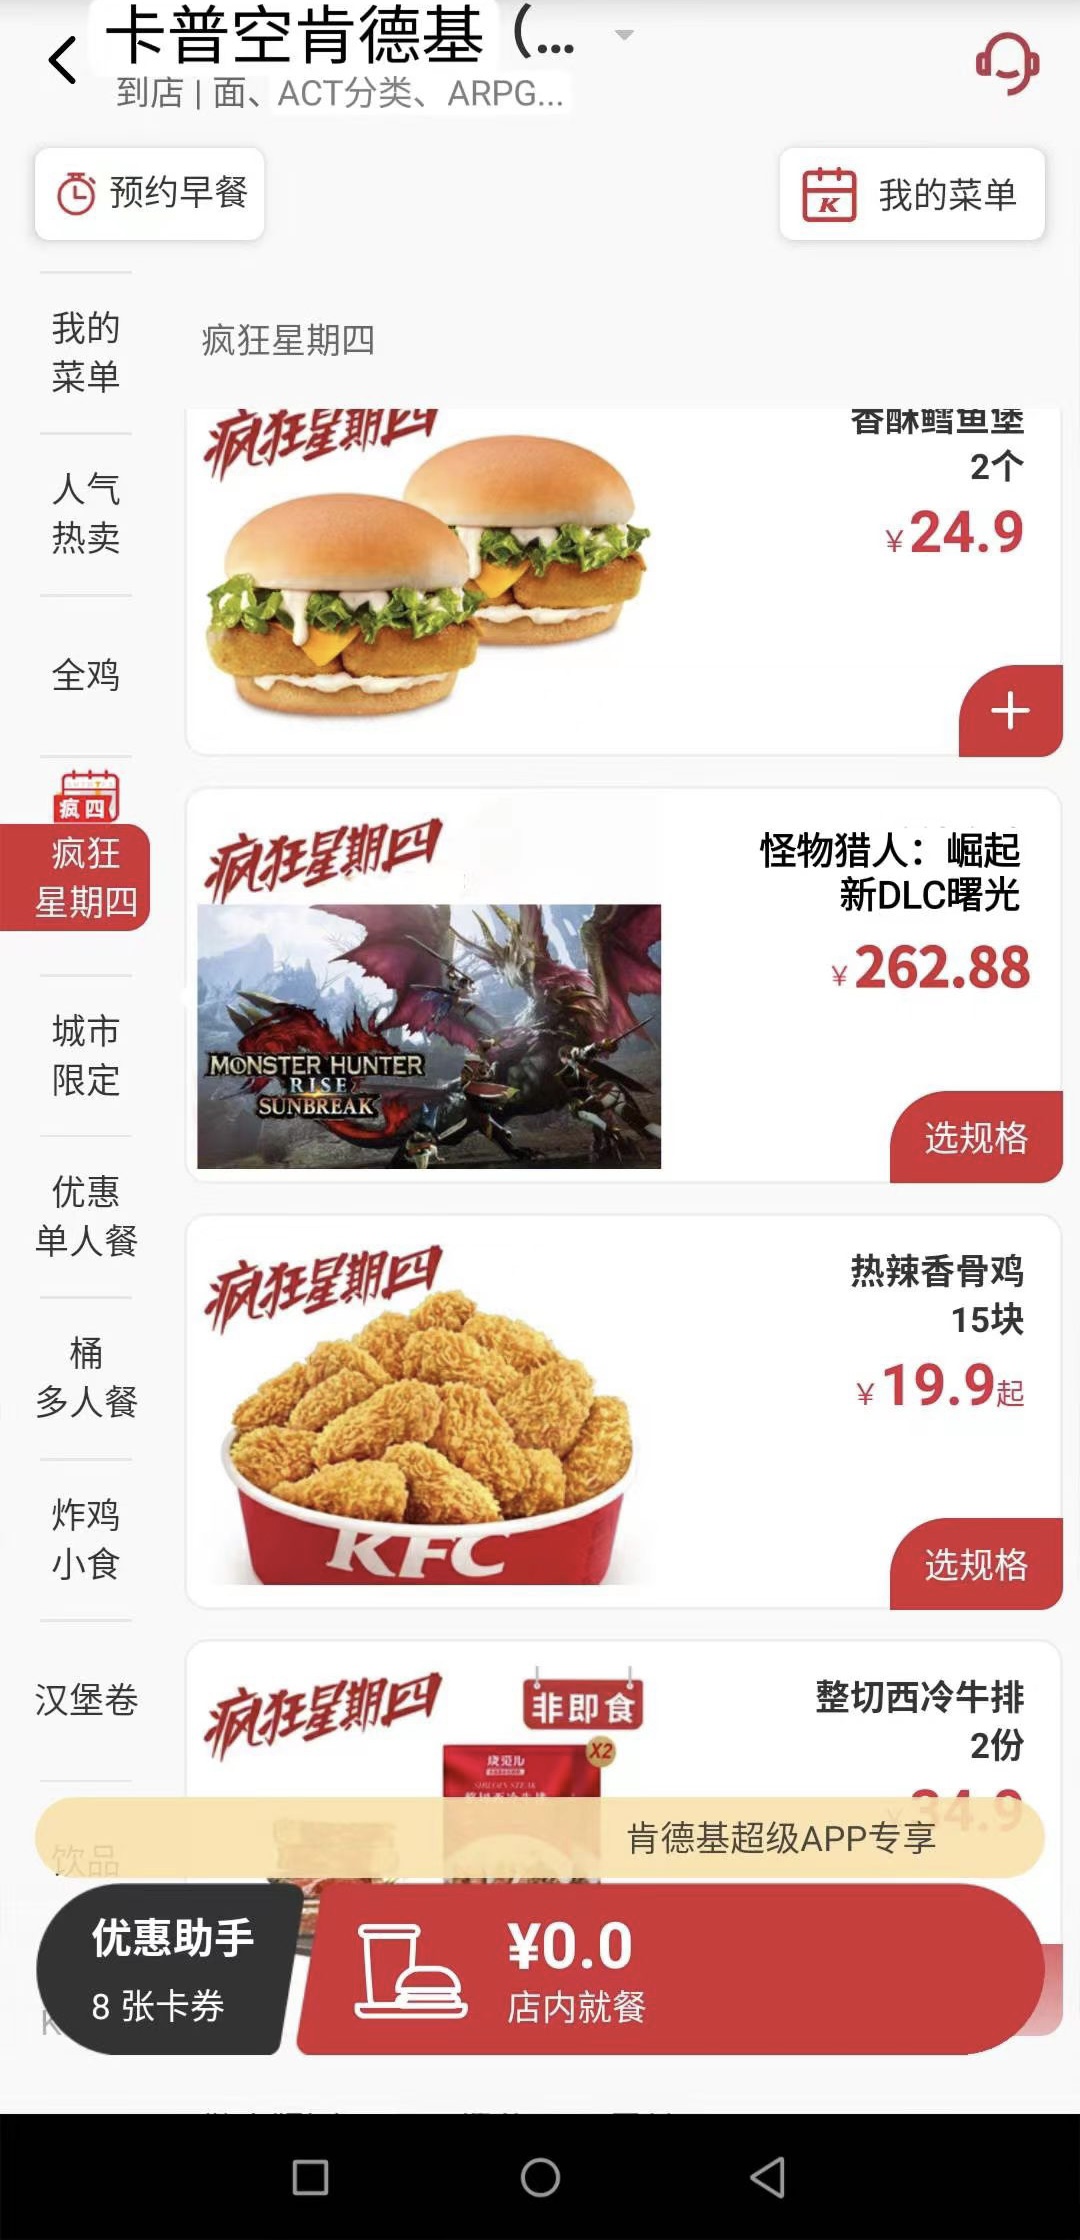 卡普空肯德基（...
到店 | 面、ACT分类、ARPG...
预约早餐
我的菜单
我的
菜单
人气
热卖
全鸡
疯四
疯狂
星期四
城市
限定
优惠
单人餐
桶
多人餐
炸鸡
小食
汉堡卷
饮品
K
疯狂星期四
疯狂星期四
香酥鳕鱼堡
2个
¥24.9
疯狂星期四
怪物猎人：崛起
新DLC曙光
¥262.88
MONSTER HUNTER
RISE
SUNBREAK
选规格
疯狂星期四
热辣香骨鸡
15块
¥19.9起
KFC
选规格
疯狂星期四
非即食
X2
整切西冷牛排
整切西冷牛排
2份
¥34.9
肯德基超级APP专享
优惠助手
8 张卡券
¥0.0
店内就餐